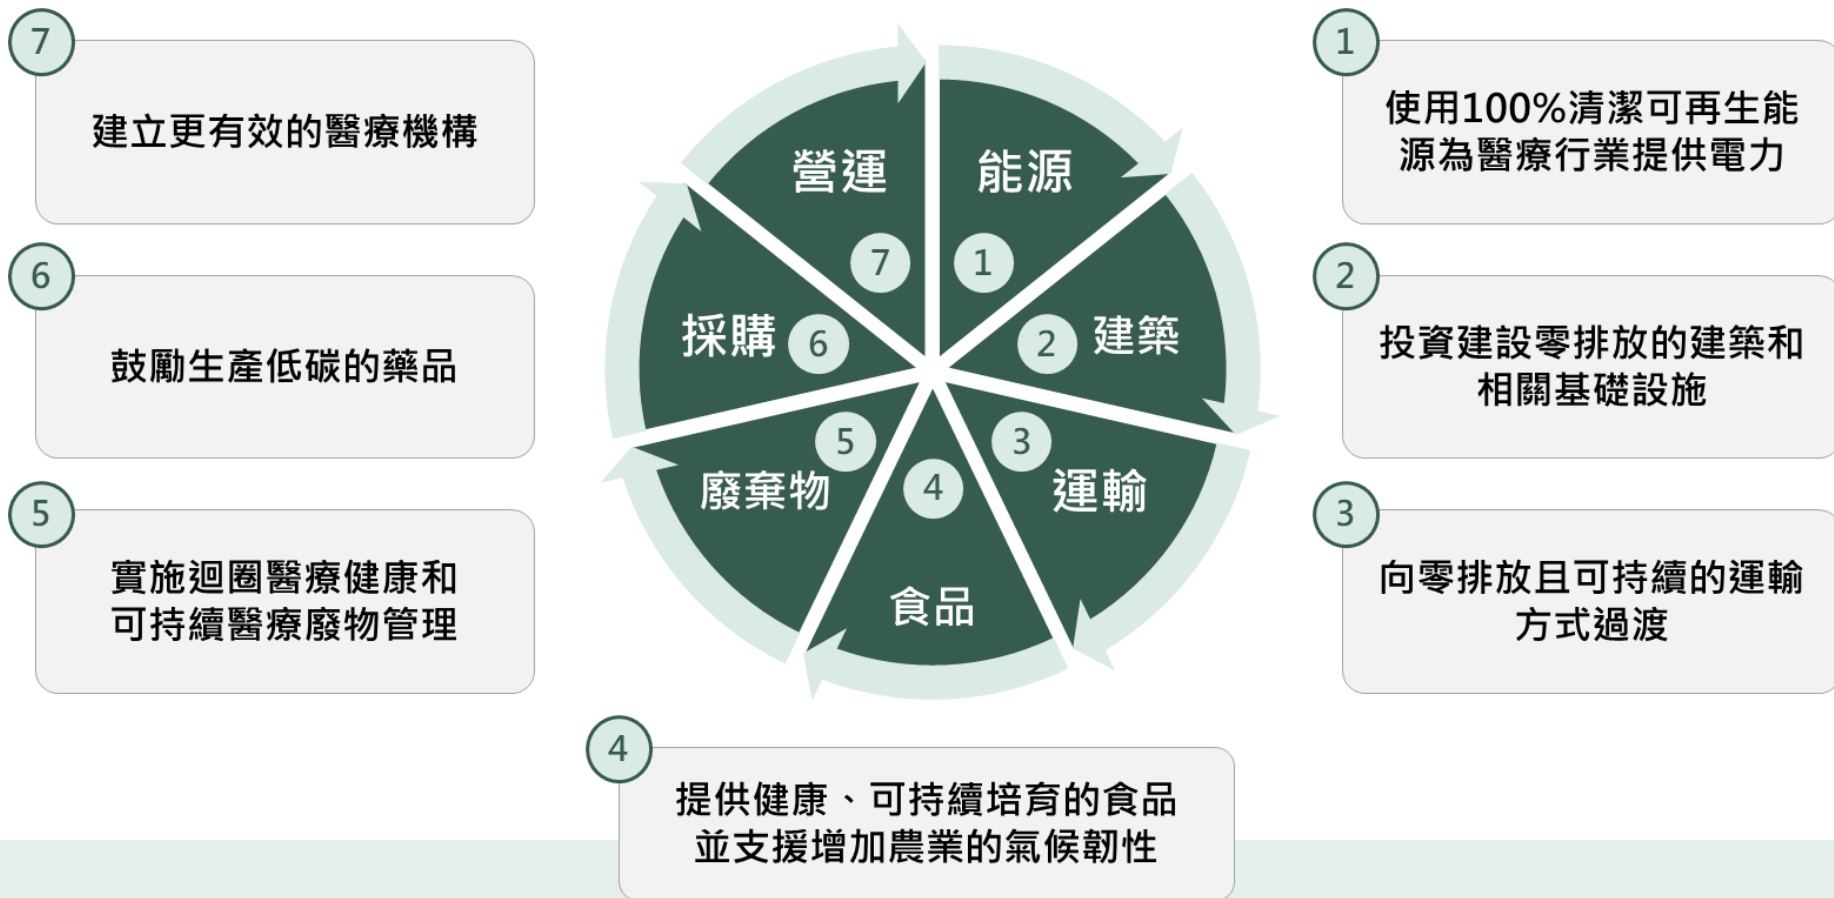 7
建立更有效的醫療機構
6
鼓勵生產低碳的藥品
5
實施迴圈醫療健康和
可持續醫療廢物管理
營運
7
能源
1
採購
6
2
建築
5
廢棄物
3
運輸
4
食品
1
使用100%清潔可再生能
源為醫療行業提供電力
2
投資建設零排放的建築和
相關基礎設施
3
向零排放且可持續的運輸
方式過渡
4
提供健康、可持續培育的食品
並支援增加農業的氣候韌性